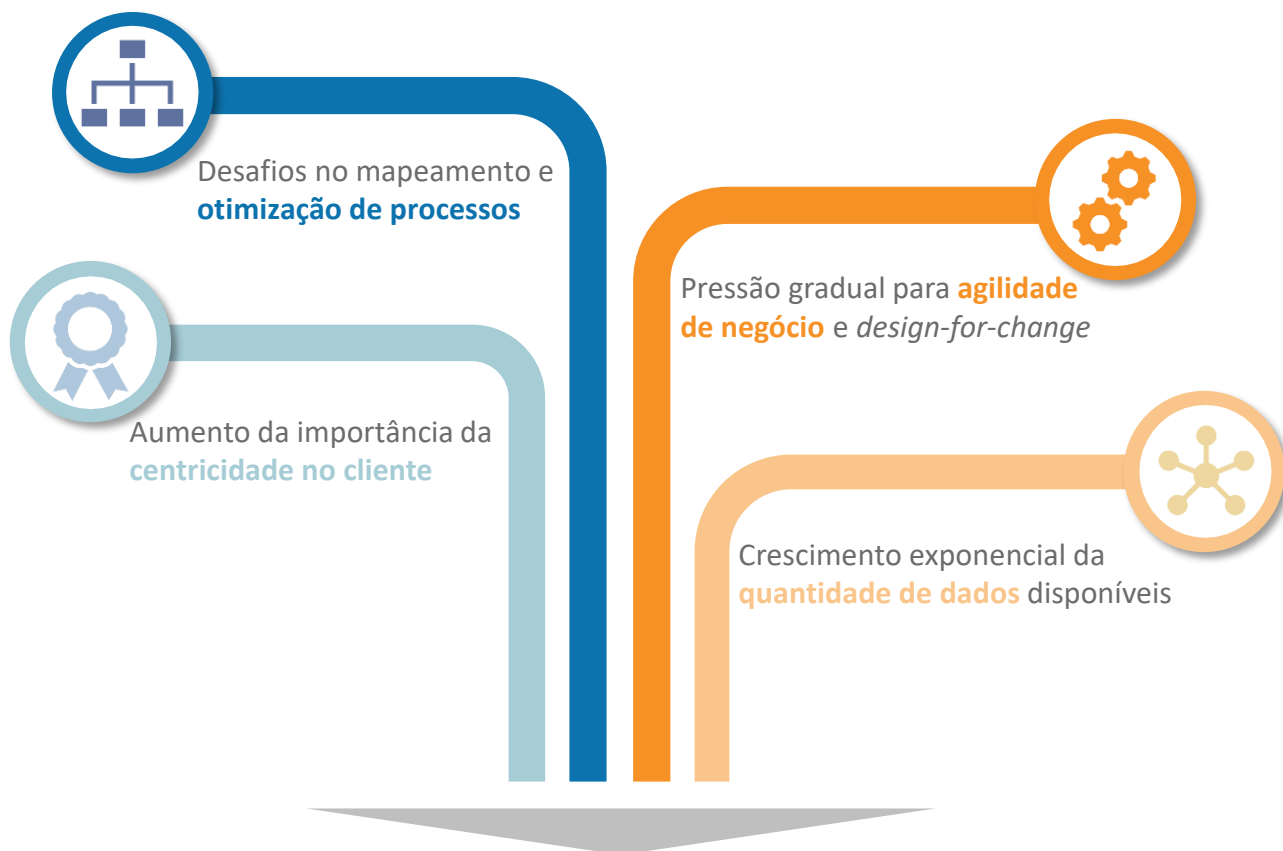 Desafios no mapeamento e
otimização de processos
Pressão gradual para agilidade
de negócio e design-for-change
Aumento da importância da
centricidade no cliente
Crescimento exponencial da
quantidade de dados disponíveis